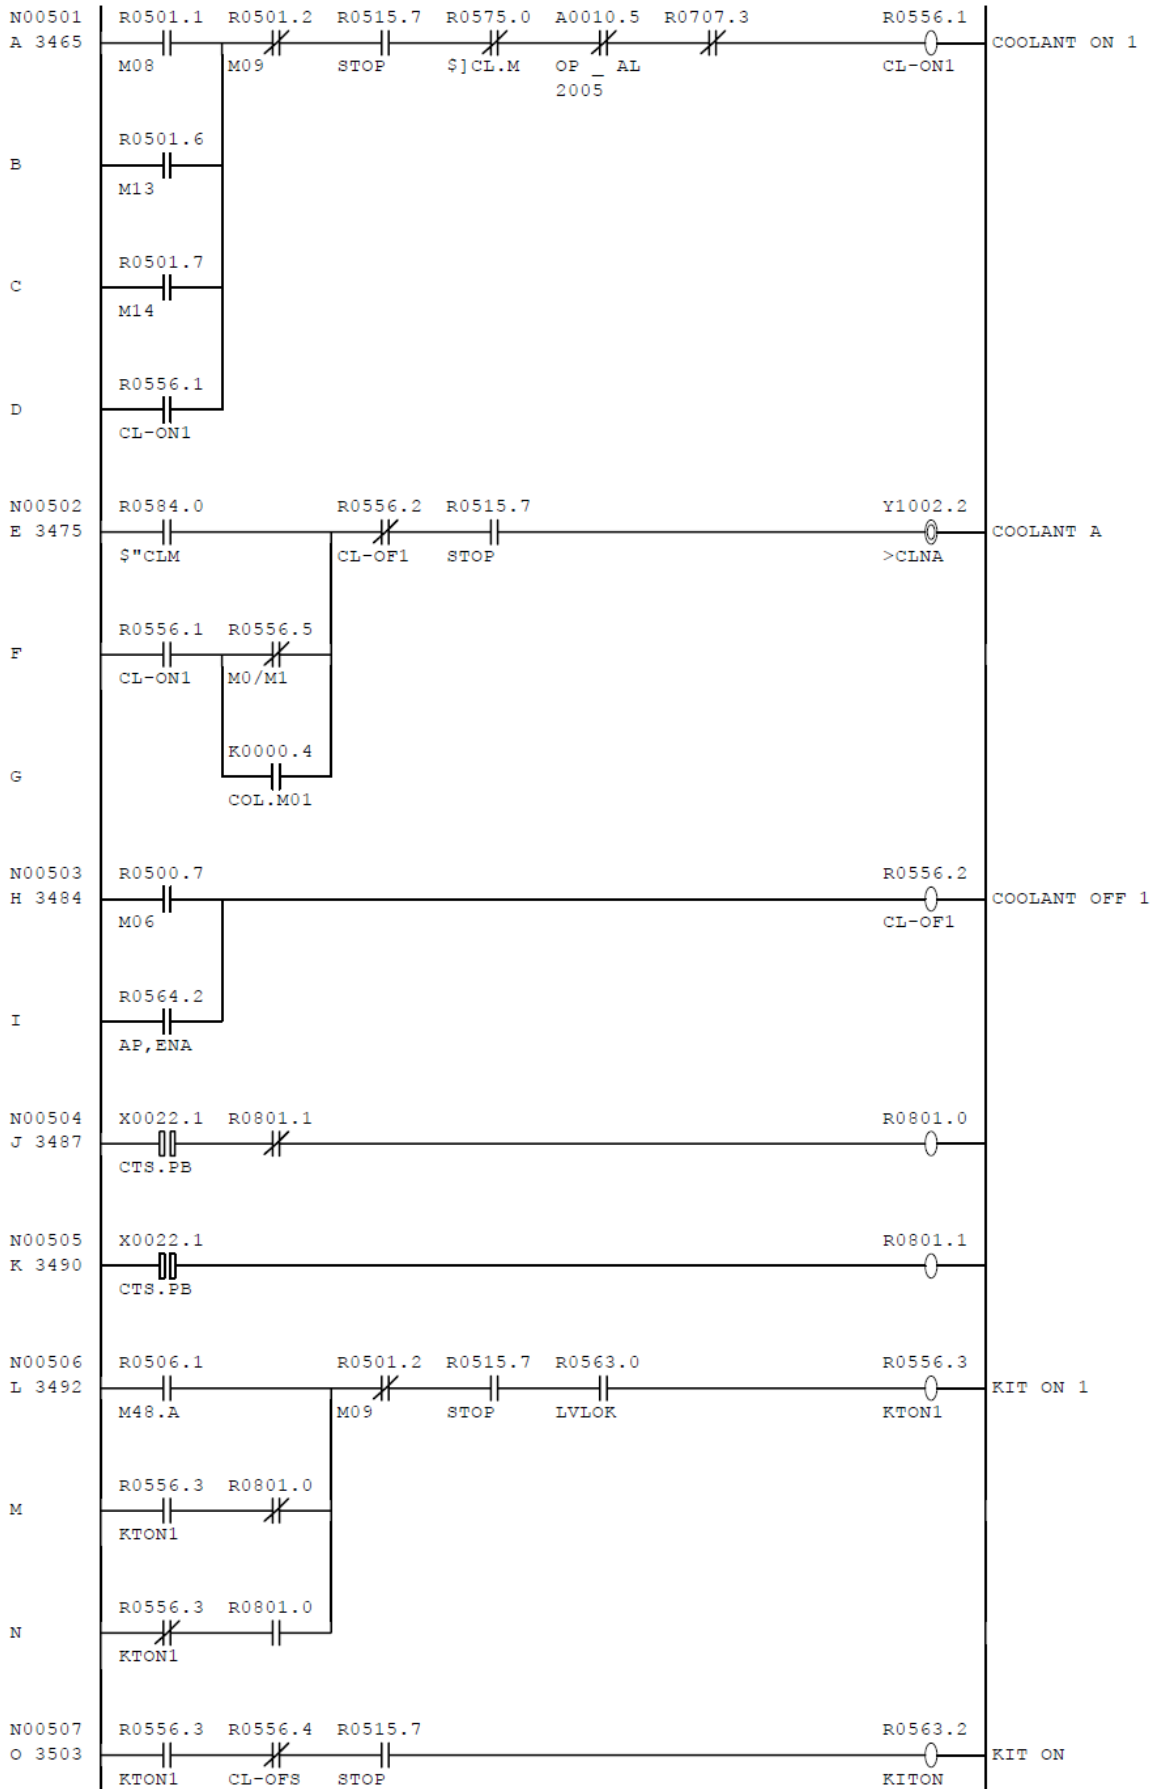 N00501 R0501.1 R0501.2 R0515.7 R0575.0 A0010.5 R0707.3 R0556.1
A 3465 COOLANT ON 1
M08 M09 STOP $]CL.M OP _ AL CL-ON1
2005
R0501.6
B
M13
R0501.7
C
M14
R0556.1
D
CL-ON1
N00502 R0584.0 R0556.2 R0515.7 Y1002.2
E 3475 COOLANT A
$"CLM CL-OF1 STOP >CLNA
R0556.1 R0556.5
F
CL-ON1 M0/M1
K0000.4
G
COL.M01
N00503 R0500.7 R0556.2
H 3484 COOLANT OFF 1
M06 CL-OF1
R0564.2
I
AP,ENA
N00504 X0022.1 R0801.1 R0801.0
J 3487
CTS.PB
N00505 X0022.1 R0801.1
K 3490
CTS.PB
N00506 R0506.1 R0501.2 R0515.7 R0563.0 R0556.3
L 3492 KIT ON 1
M48.A M09 STOP LVLOK KTON1
R0556.3 R0801.0
M
KTON1
R0556.3 R0801.0
N
KTON1
N00507 R0556.3 R0556.4 R0515.7 R0563.2
O 3503 KIT ON
KTON1 CL-OFS STOP KITON